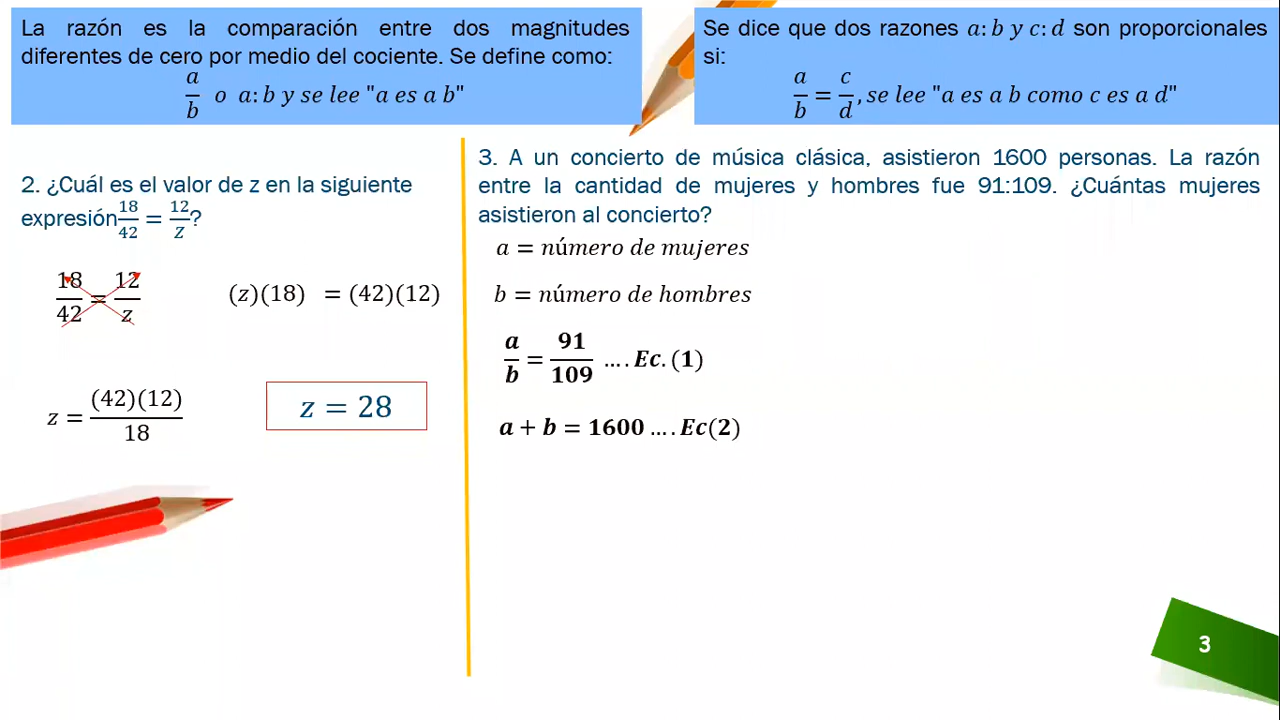 La razón es la comparación entre dos magnitudes
diferentes de cero por medio del cociente. Se define como:
a/b o a:b y se lee "a es a b"
Se dice que dos razones a:b y c:d son proporcionales
si:
a/b = c/d, se lee "a es a b como c es a d"
2. ¿Cuál es el valor de z en la siguiente
expresión 18/42 = 12/z?
18/42 = 12/z
(z)(18) = (42)(12)
z = (42)(12)/18
z = 28
3. A un concierto de música clásica, asistieron 1600 personas. La razón
entre la cantidad de mujeres y hombres fue 91:109. ¿Cuántas mujeres
asistieron al concierto?
a = número de mujeres
b = número de hombres
a/b = 91/109 ....Ec.(1)
a + b = 1600 ....Ec(2)
3